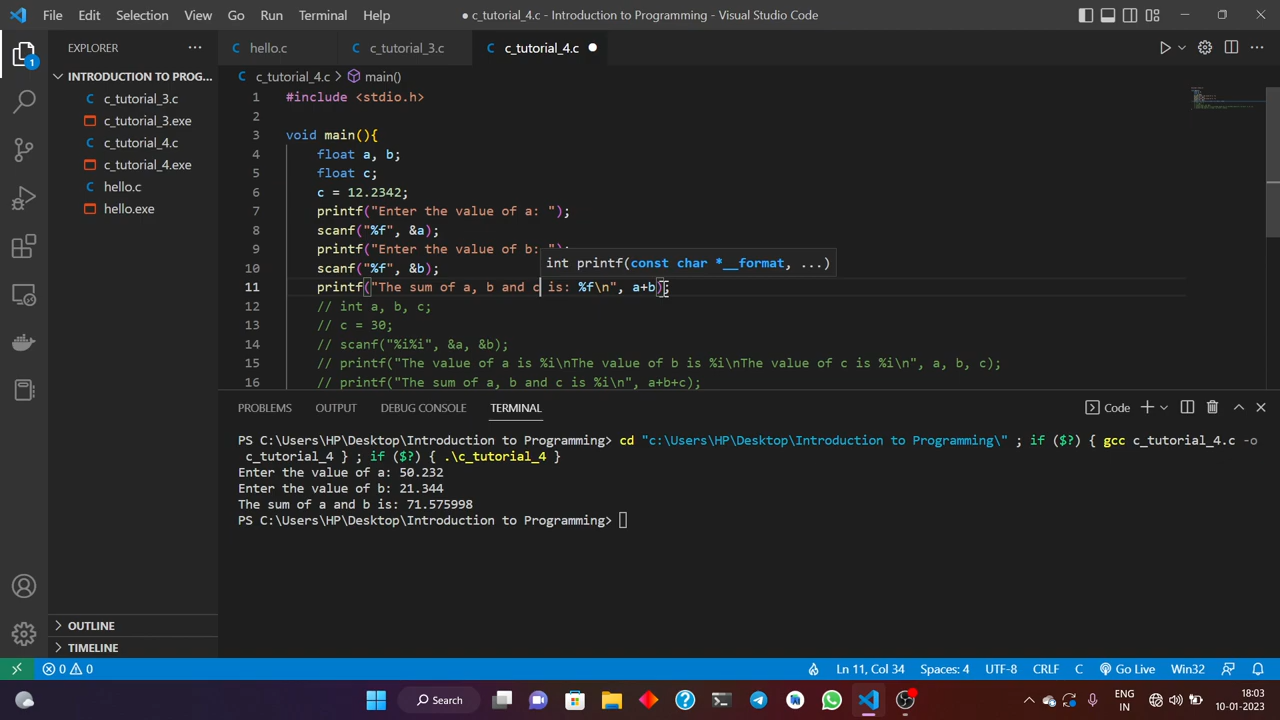 File Edit Selection View Go Run Terminal Help
● c_tutorial_4.c - Introduction to Programming - Visual Studio Code
EXPLORER ...
hello.c c_tutorial_3.c c_tutorial_4.c
1
INTRODUCTION TO PROG...
c_tutorial_3.c
c_tutorial_3.exe
c_tutorial_4.c
c_tutorial_4.exe
hello.c
hello.exe
c_tutorial_4.c > main()
1 #include <stdio.h>
2
3 void main(){
4 float a, b;
5 float c;
6 c = 12.2342;
7 printf("Enter the value of a: ");
8 scanf("%f", &a);
9 printf("Enter the value of b: ");
int printf(const char *__format, ...)
10 scanf("%f", &b);
11 printf("The sum of a, b and c is: %f\n", a+b);
12 // int a, b, c;
13 // c = 30;
14 // scanf("%i%i", &a, &b);
15 // printf("The value of a is %i\nThe value of b is %i\nThe value of c is %i\n", a, b, c);
16 // printf("The sum of a, b and c is %i\n", a+b+c);
PROBLEMS OUTPUT DEBUG CONSOLE TERMINAL
Code
PS C:\Users\HP\Desktop\Introduction to Programming> cd "c:\Users\HP\Desktop\Introduction to Programming\" ; if ($?) { gcc c_tutorial_4.c -o
c_tutorial_4 } ; if ($?) { .\c_tutorial_4 }
Enter the value of a: 50.232
Enter the value of b: 21.344
The sum of a and b is: 71.575998
PS C:\Users\HP\Desktop\Introduction to Programming>
OUTLINE
TIMELINE
0 0 Ln 11, Col 34 Spaces: 4 UTF-8 CRLF C Go Live Win32
Search
ENG
IN
18:03
10-01-2023